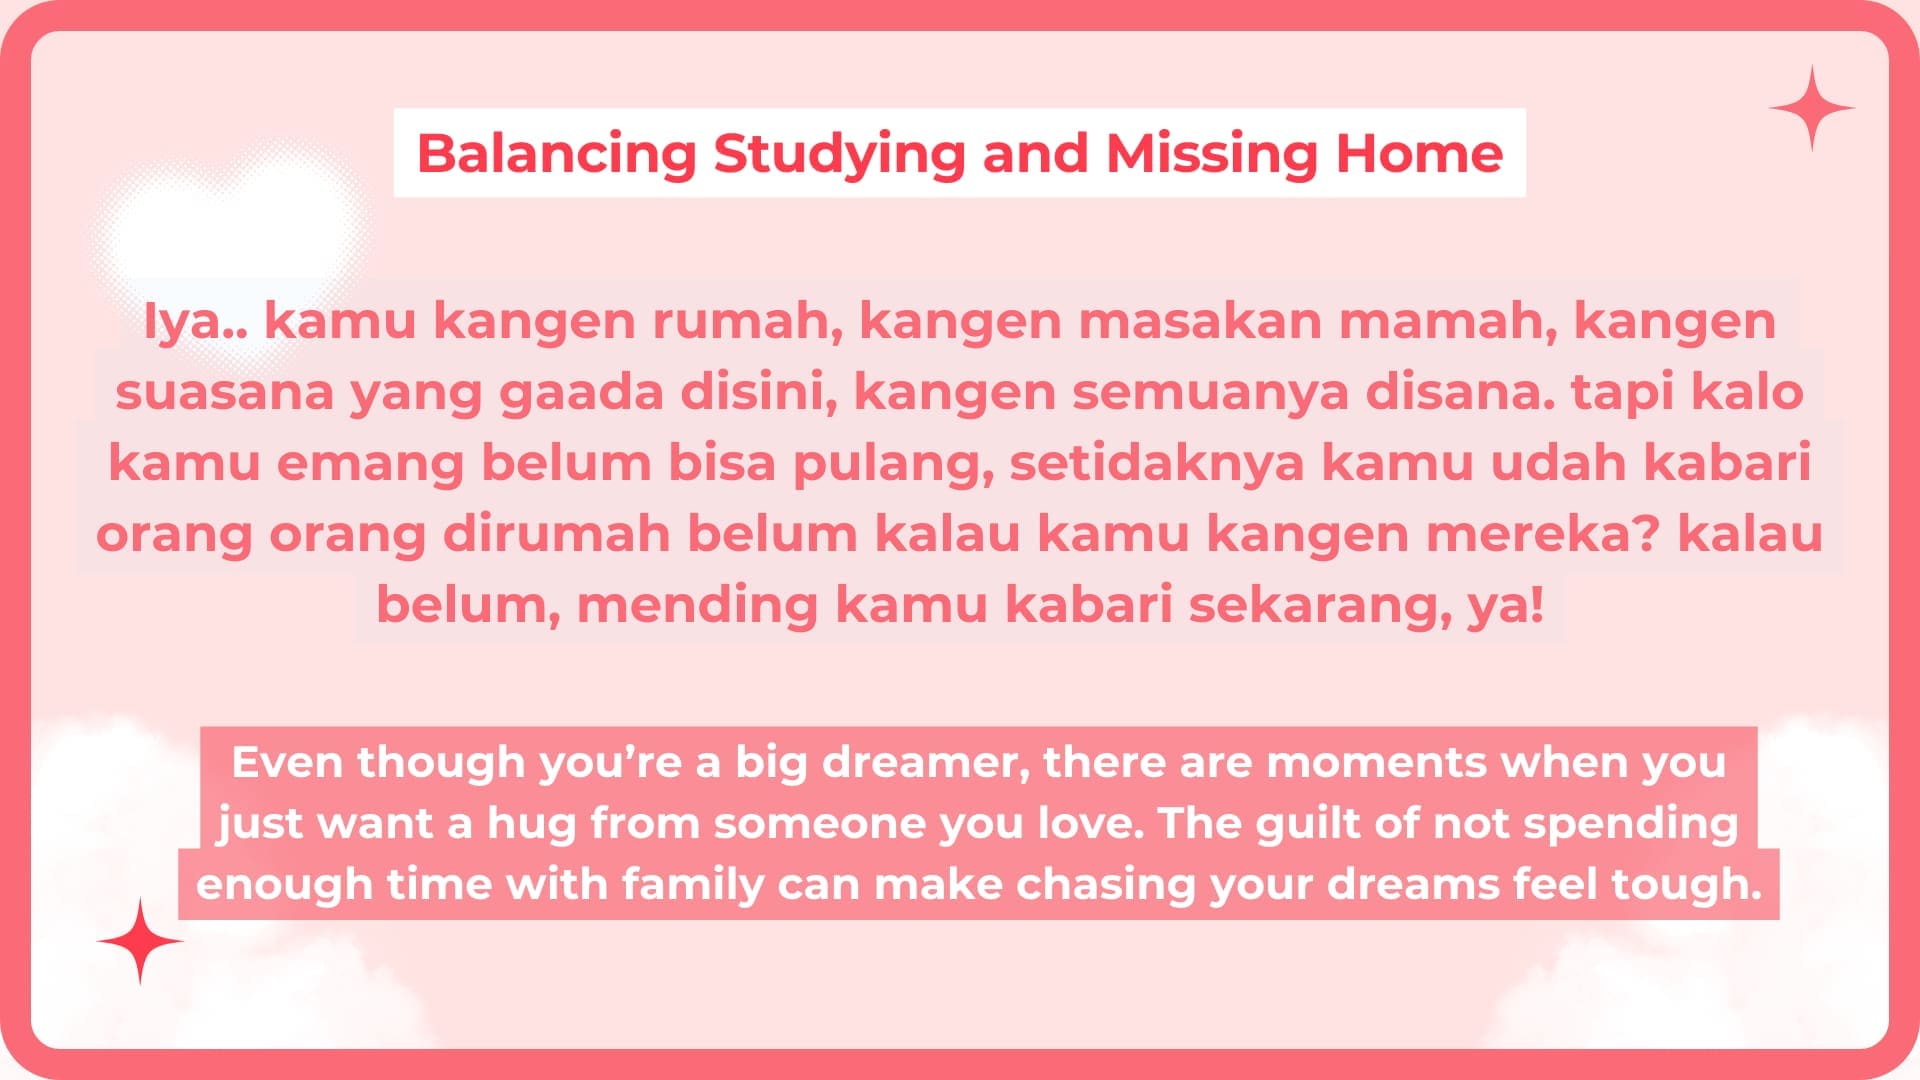 Balancing Studying and Missing Home
Iya.. kamu kangen rumah, kangen masakan mamah, kangen
suasana yang gaada disini, kangen semuanya disana. tapi kalo
kamu emang belum bisa pulang, setidaknya kamu udah kabari
orang orang dirumah belum kalau kamu kangen mereka? kalau
belum, mending kamu kabari sekarang, ya!
Even though you’re a big dreamer, there are moments when you
just want a hug from someone you love. The guilt of not spending
enough time with family can make chasing your dreams feel tough.